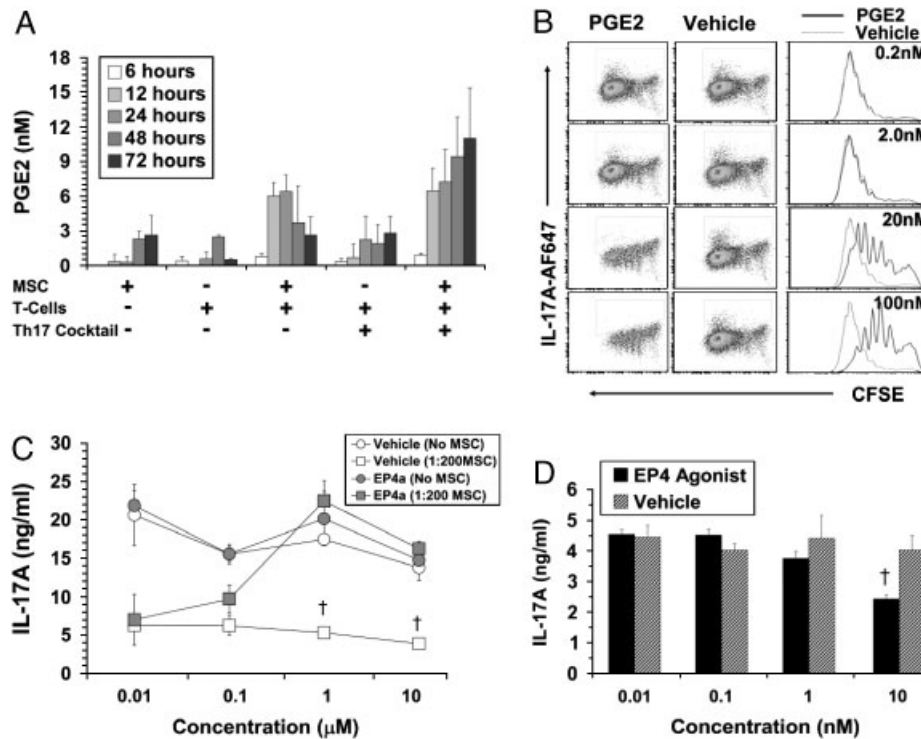 A
PGE2 (nM)
18
15
12
9
6
3
0
6 hours
12 hours
24 hours
48 hours
72 hours
MSC + - + - +
T-Cells - + + + +
Th17 Cocktail - - - + +
B
PGE2 Vehicle
PGE2
Vehicle
0.2nM
2.0nM
20nM
100nM
IL-17A-AF647
CFSE
C
IL-17A (ng/ml)
30
25
20
15
10
5
0
Vehicle (No MSC)
Vehicle (1:200MSC)
EP4a (No MSC)
EP4a (1:200 MSC)
† †
0.01 0.1 1 10
Concentration (μM)
D
IL-17A (ng/ml)
6
5
4
3
2
1
0
EP4 Agonist
Vehicle
†
0.01 0.1 1 10
Concentration (nM)